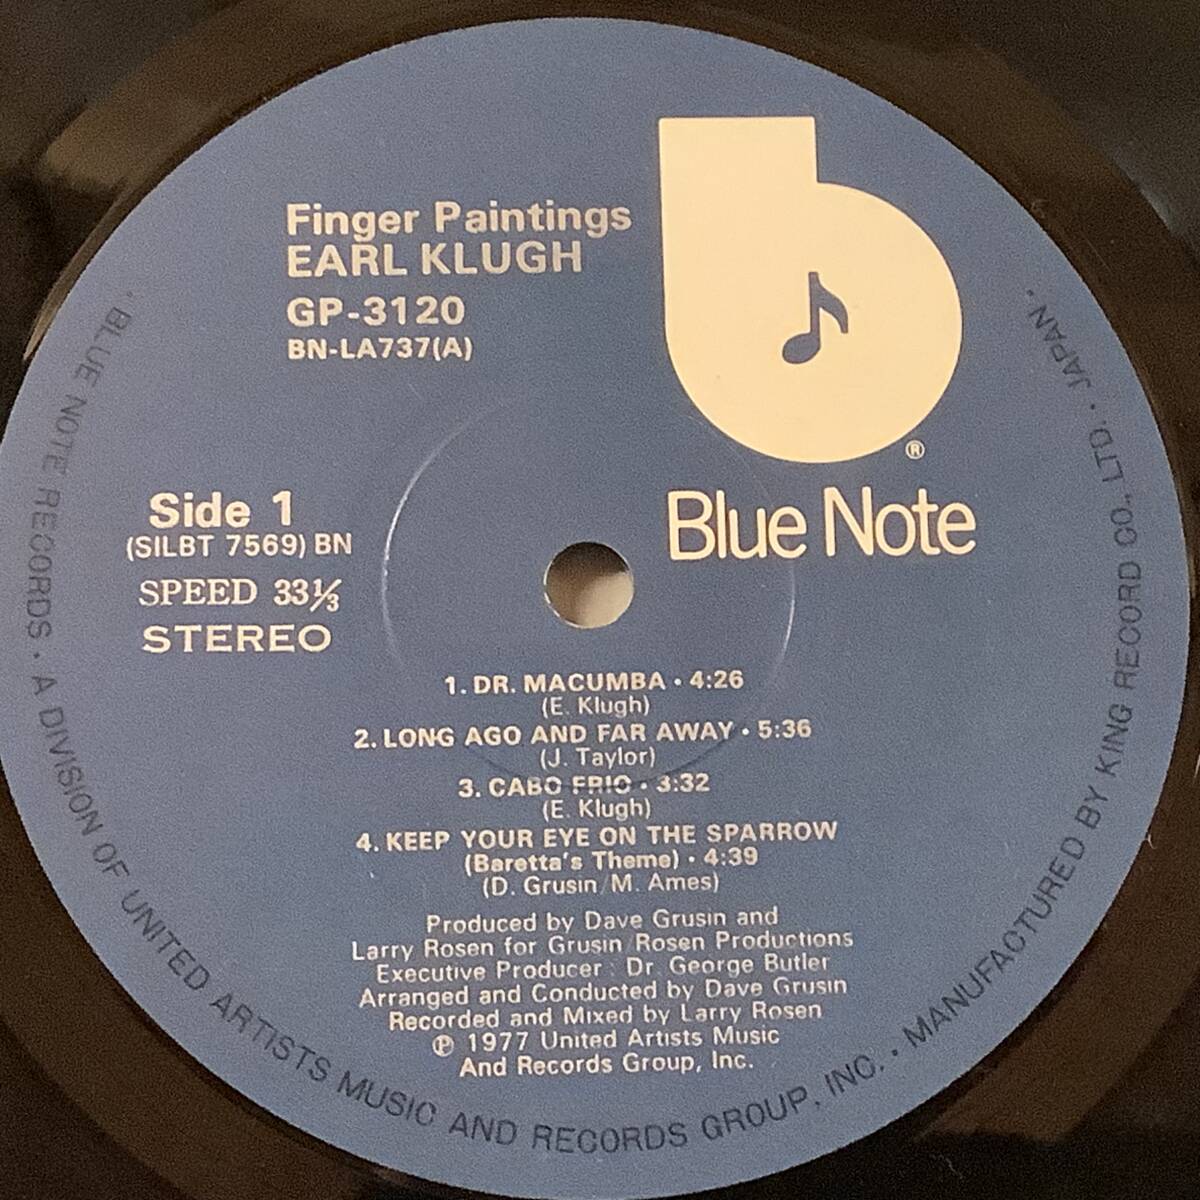 Finger Paintings
EARL KLUGH
GP-3120
BN-LA737(A)
®
Blue Note
Side 1
(SILBT 7569) BN
SPEED 33⅓
STEREO
1. DR. MACUMBA • 4:26
(E. Klugh)
2. LONG AGO AND FAR AWAY • 5:36
(J. Taylor)
3. CABO FRIO • 3:32
(E. Klugh)
4. KEEP YOUR EYE ON THE SPARROW
(Baretta's Theme) • 4:39
(D. Grusin/M. Ames)
Produced by Dave Grusin and
Larry Rosen for Grusin/Rosen Productions
Executive Producer : Dr. George Butler
Arranged and Conducted by Dave Grusin
Recorded and Mixed by Larry Rosen
℗ 1977 United Artists Music
And Records Group, Inc.
• BLUE NOTE RECORDS • A DIVISION OF UNITED ARTISTS MUSIC AND RECORDS GROUP, INC. • MANUFACTURED BY KING RECORD CO., LTD. • JAPAN •